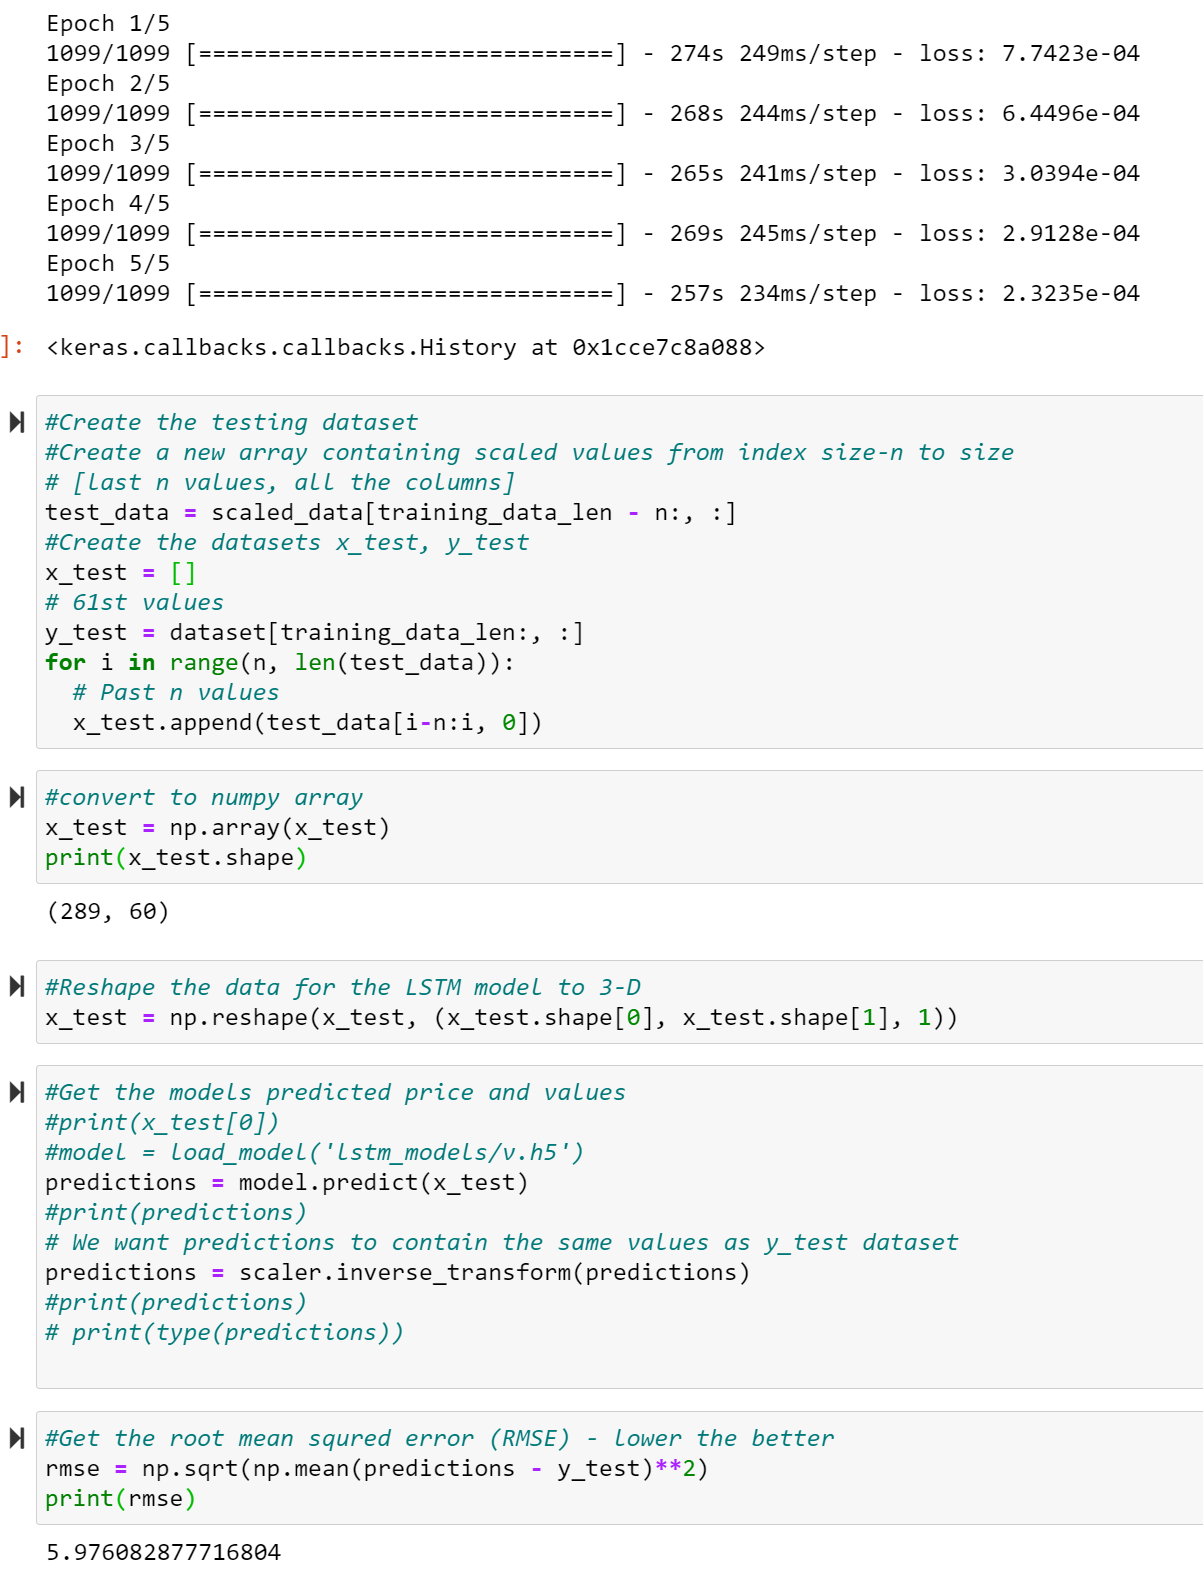 Epoch 1/5
1099/1099 [==============================] - 274s 249ms/step - loss: 7.7423e-04
Epoch 2/5
1099/1099 [==============================] - 268s 244ms/step - loss: 6.4496e-04
Epoch 3/5
1099/1099 [==============================] - 265s 241ms/step - loss: 3.0394e-04
Epoch 4/5
1099/1099 [==============================] - 269s 245ms/step - loss: 2.9128e-04
Epoch 5/5
1099/1099 [==============================] - 257s 234ms/step - loss: 2.3235e-04
]: <keras.callbacks.callbacks.History at 0x1cce7c8a088>
#Create the testing dataset
#Create a new array containing scaled values from index size-n to size
# [last n values, all the columns]
test_data = scaled_data[training_data_len - n:, :]
#Create the datasets x_test, y_test
x_test = []
# 61st values
y_test = dataset[training_data_len:, :]
for i in range(n, len(test_data)):
  # Past n values
  x_test.append(test_data[i-n:i, 0])
#convert to numpy array
x_test = np.array(x_test)
print(x_test.shape)
(289, 60)
#Reshape the data for the LSTM model to 3-D
x_test = np.reshape(x_test, (x_test.shape[0], x_test.shape[1], 1))
#Get the models predicted price and values
#print(x_test[0])
#model = load_model('lstm_models/v.h5')
predictions = model.predict(x_test)
#print(predictions)
# We want predictions to contain the same values as y_test dataset
predictions = scaler.inverse_transform(predictions)
#print(predictions)
# print(type(predictions))
#Get the root mean squred error (RMSE) - lower the better
rmse = np.sqrt(np.mean(predictions - y_test)**2)
print(rmse)
5.976082877716804